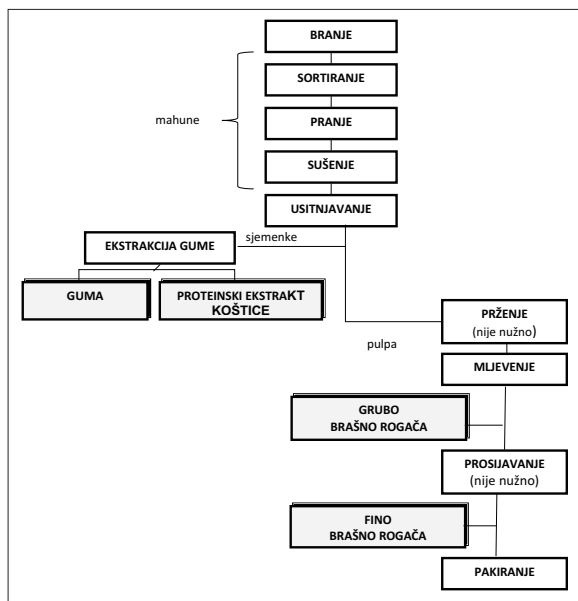 BRANJE
SORTIRANJE
mahune
PRANJE
SUŠENJE
USITNJAVANJE
sjemenke
EKSTRAKCIJA GUME
GUMA
PROTEINSKI EKSTRAKT
KOŠTICE
PRŽENJE
(nije nužno)
pulpa
MLJEVENJE
GRUBO
BRAŠNO ROGAČA
PROSIJAVANJE
(nije nužno)
FINO
BRAŠNO ROGAČA
PAKIRANJE